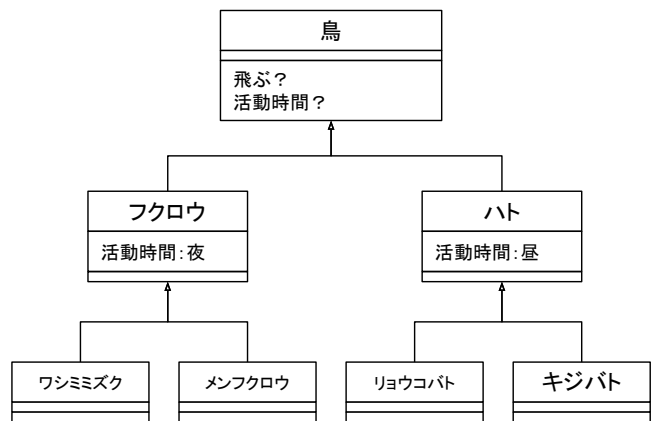 鳥
飛ぶ？
活動時間？
フクロウ
ハト
活動時間：夜
活動時間：昼
ワシミミズク
メンフクロウ
リョウコバト
キジバト